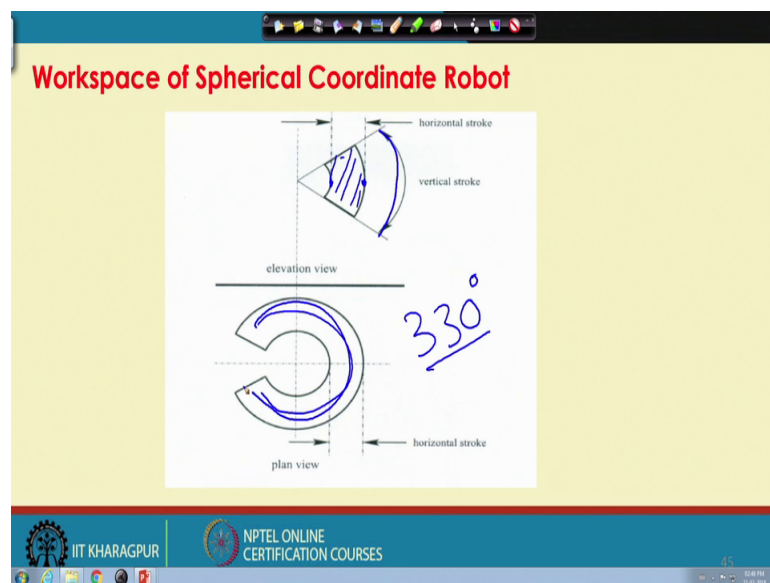 Workspace of Spherical Coordinate Robot
horizontal stroke
vertical stroke
elevation view
330°
horizontal stroke
plan view
IIT KHARAGPUR
NPTEL ONLINE
CERTIFICATION COURSES
45